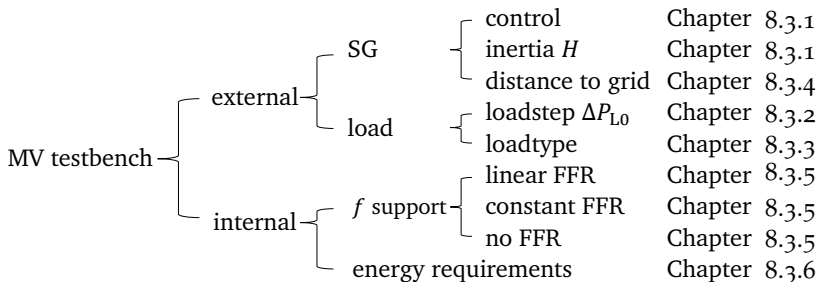 control Chapter 8.3.1
SG inertia H Chapter 8.3.1
distance to grid Chapter 8.3.4
external
loadstep ΔP_L0 Chapter 8.3.2
load
loadtype Chapter 8.3.3
MV testbench
linear FFR Chapter 8.3.5
f support constant FFR Chapter 8.3.5
internal
no FFR Chapter 8.3.5
energy requirements Chapter 8.3.6